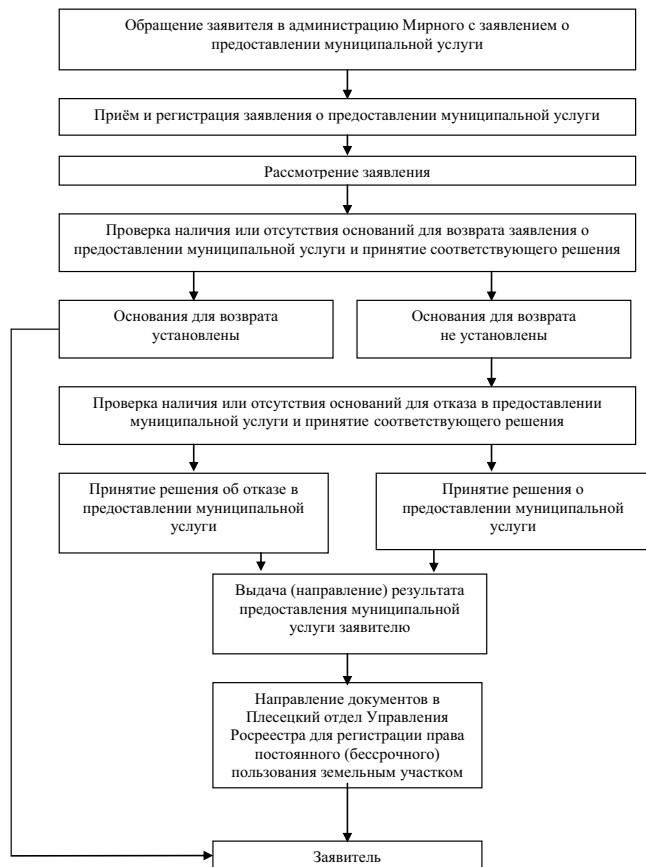 Обращение заявителя в администрацию Мирного с заявлением о
предоставлении муниципальной услуги
Приём и регистрация заявления о предоставлении муниципальной услуги
Рассмотрение заявления
Проверка наличия или отсутствия оснований для возврата заявления о
предоставлении муниципальной услуги и принятие соответствующего решения
Основания для возврата
установлены
Основания для возврата
не установлены
Проверка наличия или отсутствия оснований для отказа в предоставлении
муниципальной услуги и принятие соответствующего решения
Принятие решения об отказе в
предоставлении муниципальной
услуги
Принятие решения о
предоставлении муниципальной
услуги
Выдача (направление) результата
предоставления муниципальной
услуги заявителю
Направление документов в
Плесецкий отдел Управления
Росреестра для регистрации права
постоянного (бессрочного)
пользования земельным участком
Заявитель